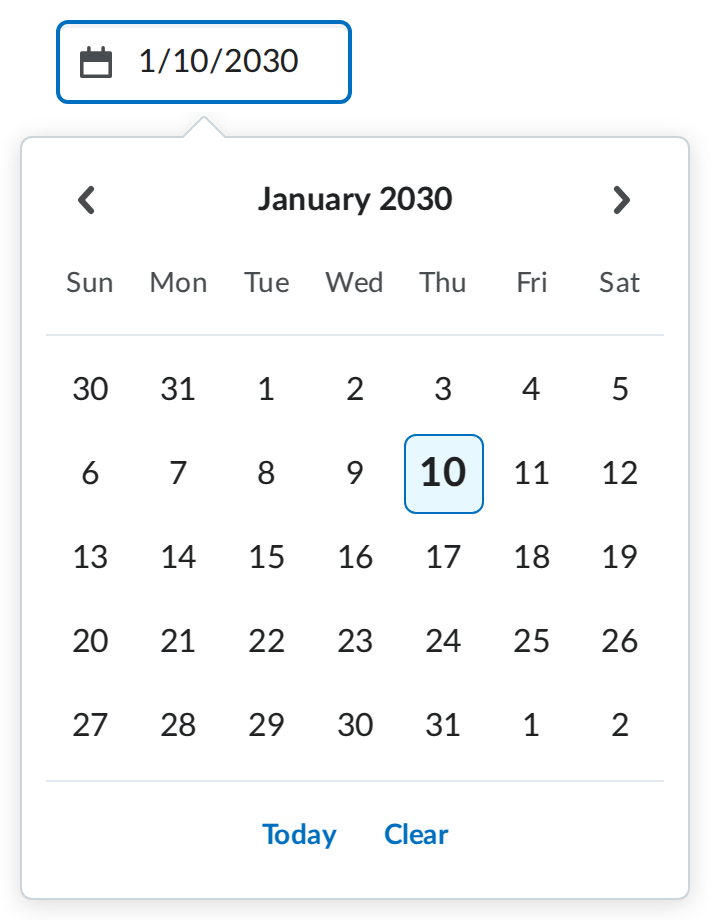 1/10/2030
January 2030
Sun Mon Tue Wed Thu Fri Sat
30 31 1 2 3 4 5
6 7 8 9 10 11 12
13 14 15 16 17 18 19
20 21 22 23 24 25 26
27 28 29 30 31 1 2
Today Clear